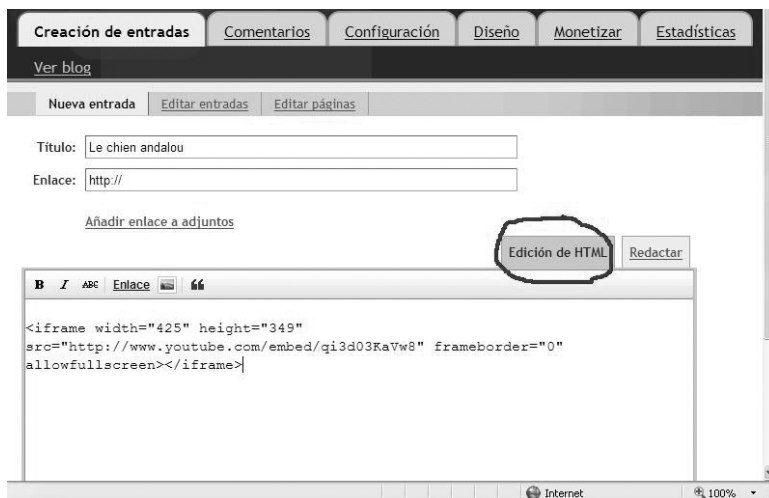 Creación de entradas Comentarios Configuración Diseño Monetizar Estadísticas
Ver blog
Nueva entrada Editar entradas Editar páginas
Título: Le chien andalou
Enlace: http://
Añadir enlace a adjuntos
Edición de HTML Redactar
B I ABC Enlace
<iframe width="425" height="349"
src="http://www.youtube.com/embed/qi3d03KaVw8" frameborder="0"
allowfullscreen></iframe>
Internet 100%